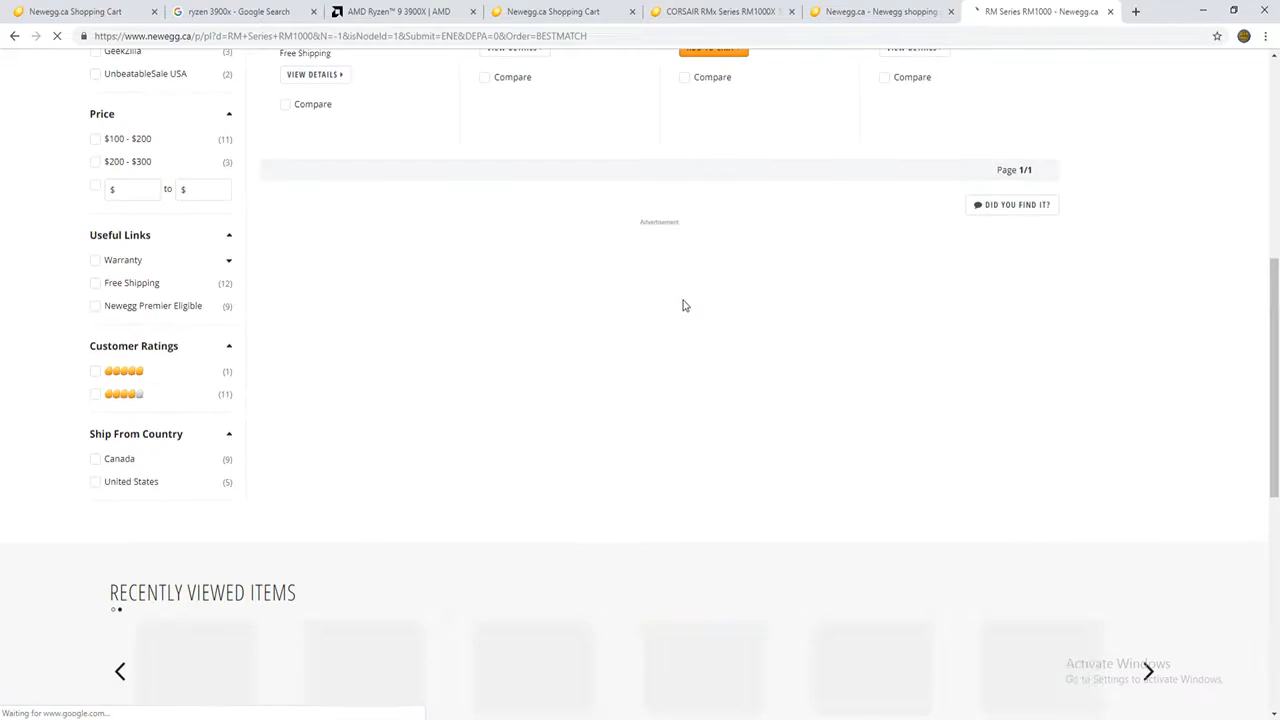 Newegg.ca Shopping Cart
ryzen 3900x - Google Search
AMD Ryzen™ 9 3900X | AMD
Newegg.ca Shopping Cart
CORSAIR RMx Series RM1000X
Newegg.ca - Newegg shopping
RM Series RM1000 - Newegg.ca
https://www.newegg.ca/p/pl?d=RM+Series+RM1000&N=-1&isNodeId=1&Submit=ENE&DEPA=0&Order=BESTMATCH
GeekZilla (3)
Free Shipping
UnbeatableSale USA (2)
VIEW DETAILS
Compare
Compare
Compare
Compare
Price
$100 - $200 (11)
$200 - $300 (3)
$ to $
Page 1/1
DID YOU FIND IT?
Advertisement
Useful Links
Warranty
Free Shipping (12)
Newegg Premier Eligible (9)
Customer Ratings
(1)
(11)
Ship From Country
Canada (9)
United States (5)
RECENTLY VIEWED ITEMS
Activate Windows
Go to Settings to activate Windows.
Waiting for www.google.com...